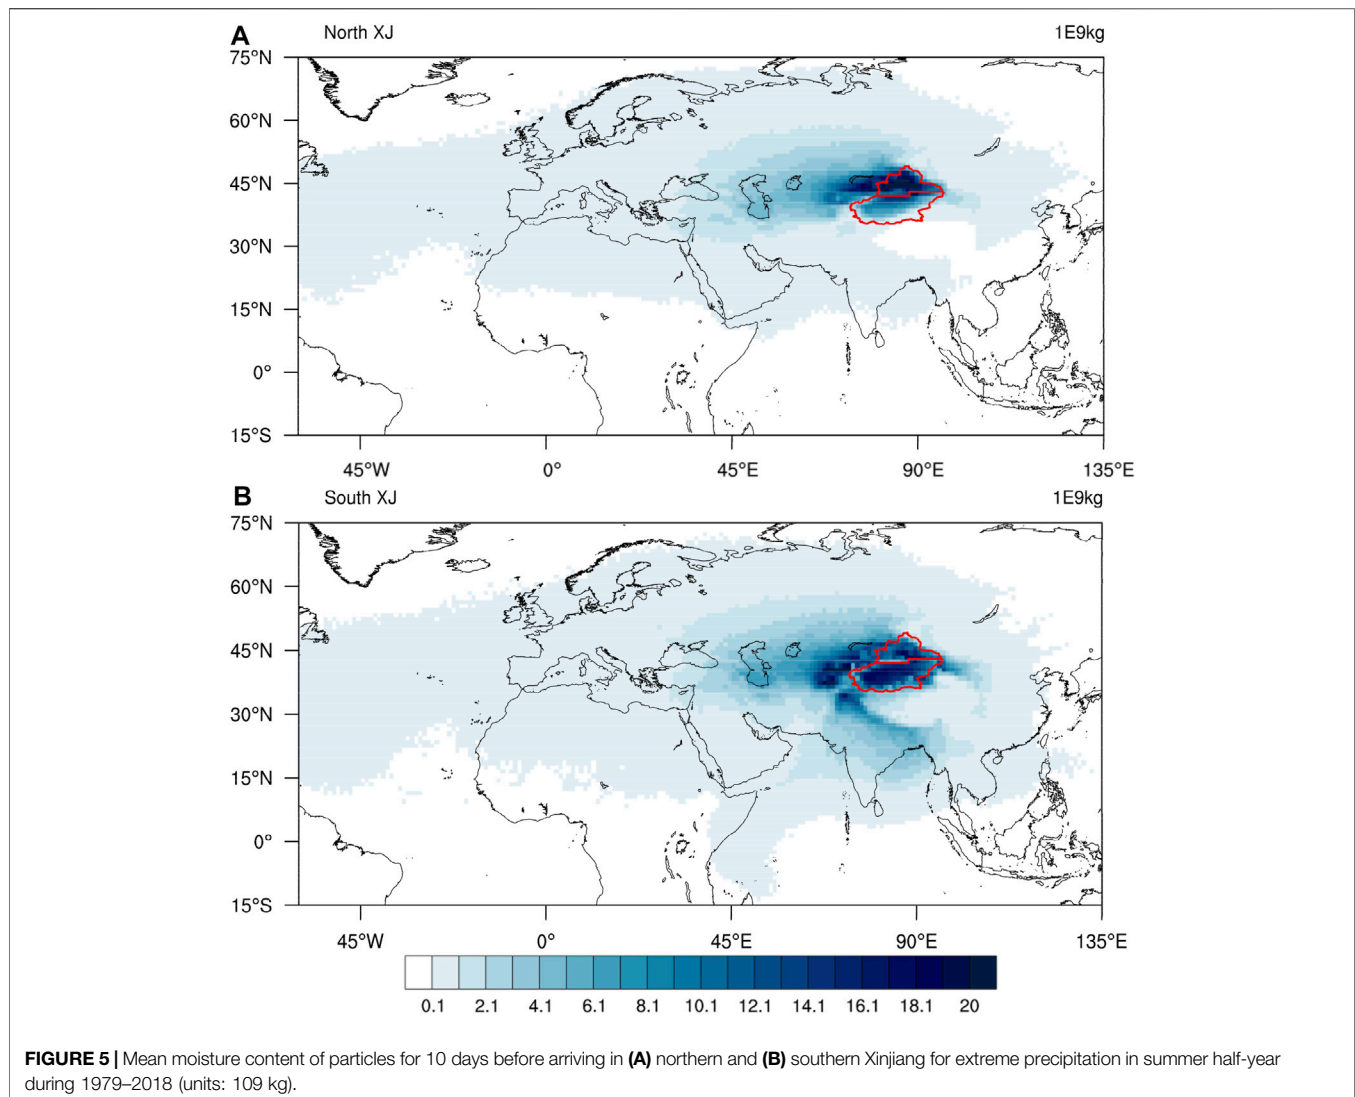 A North XJ 1E9kg
75°N
60°N
45°N
30°N
15°N
0°
15°S
45°W 0° 45°E 90°E 135°E
B South XJ 1E9kg
75°N
60°N
45°N
30°N
15°N
0°
15°S
45°W 0° 45°E 90°E 135°E
0.1 2.1 4.1 6.1 8.1 10.1 12.1 14.1 16.1 18.1 20
FIGURE 5 | Mean moisture content of particles for 10 days before arriving in (A) northern and (B) southern Xinjiang for extreme precipitation in summer half-year
during 1979–2018 (units: 109 kg).